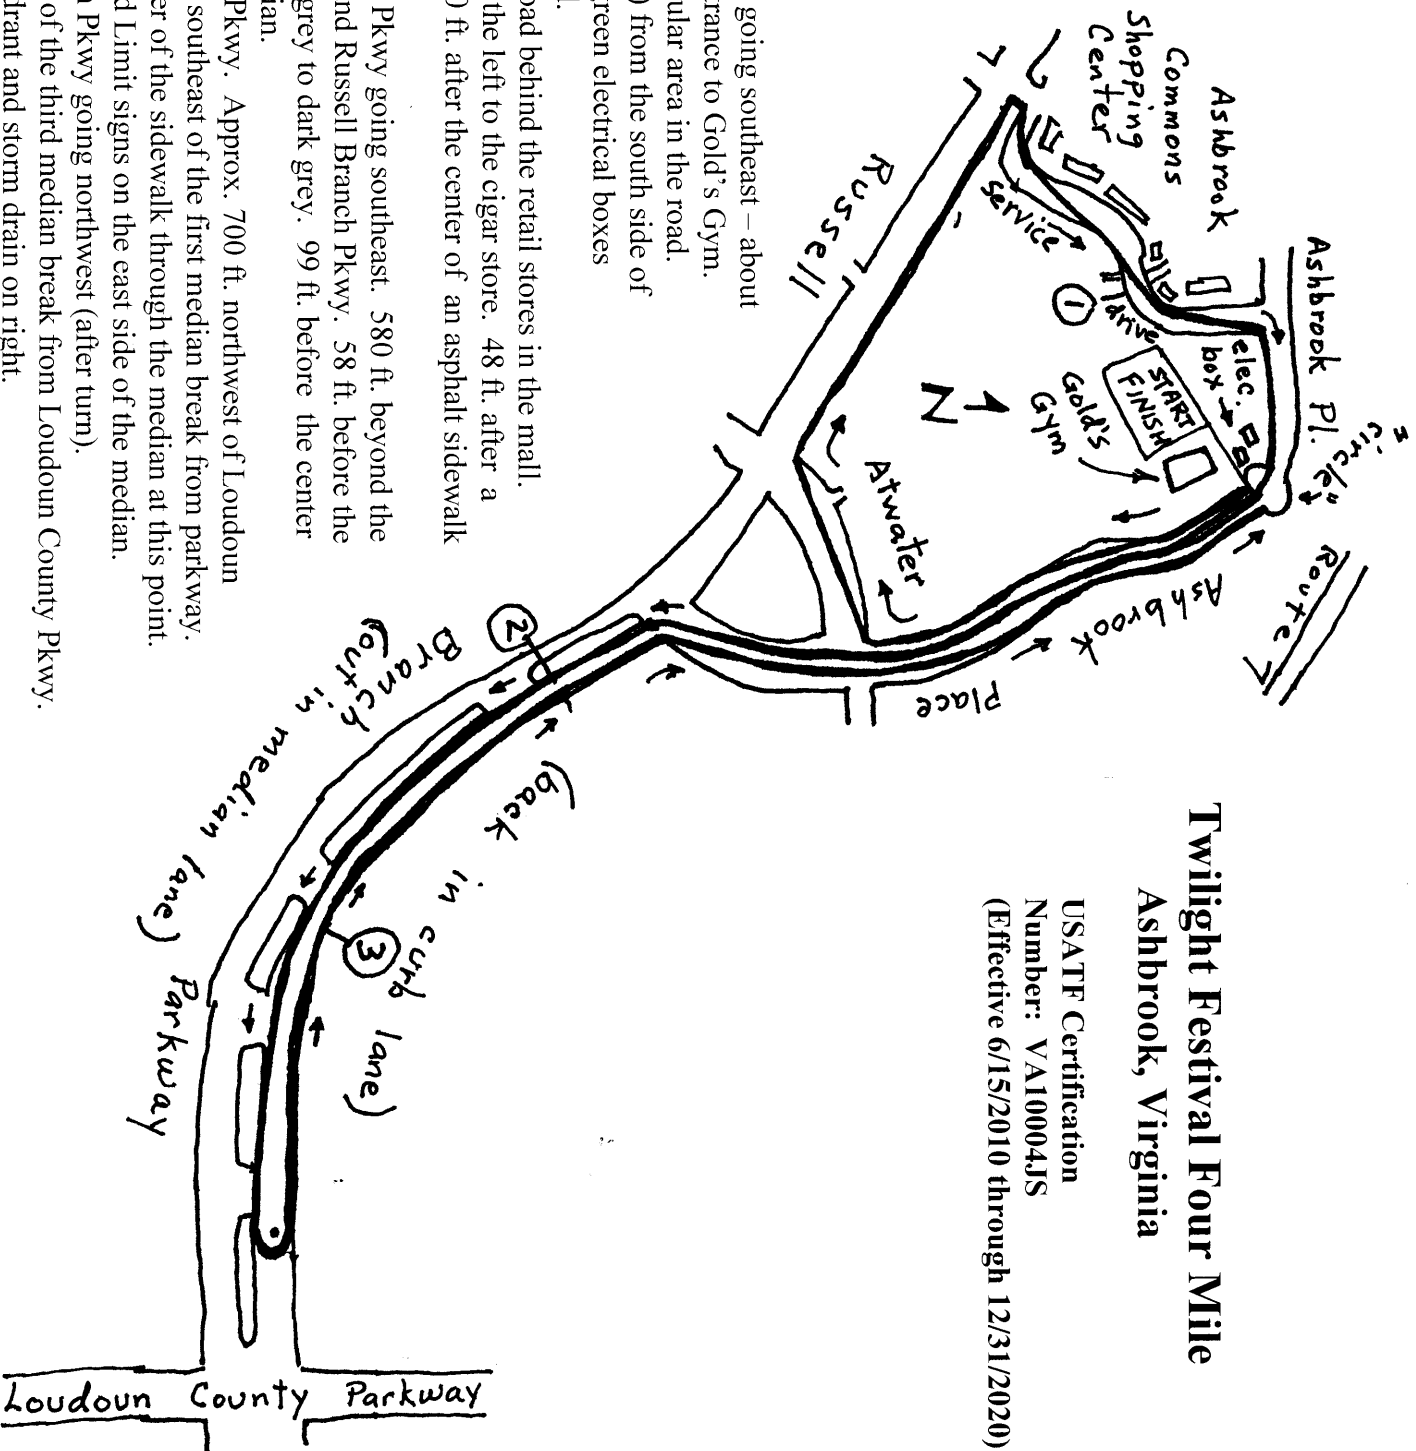 Twilight Festival Four Mile
Ashbrook, Virginia
USATF Certification
Number: VA10004JS
(Effective 6/15/2010 through 12/31/2020)
Route 7
"circle"
Ashbrook Pl.
Ashbrook
Commons
Shopping
Center
elec.
box
START
FINISH
Gold's
Gym
Service
drive
1
N
Russell
Atwater
Ashbrook
Place
2
Branch
(out in median lane)
(back in curb lane)
3
Parkway
Loudoun County Parkway
going southeast – about
rance to Gold's Gym.
ular area in the road.
) from the south side of
reen electrical boxes
l.
oad behind the retail stores in the mall.
the left to the cigar store. 48 ft. after a
0 ft. after the center of an asphalt sidewalk
Pkwy going southeast. 580 ft. beyond the
nd Russell Branch Pkwy. 58 ft. before the
grey to dark grey. 99 ft. before the center
ian.
Pkwy. Approx. 700 ft. northwest of Loudoun
southeast of the first median break from parkway.
er of the sidewalk through the median at this point.
d Limit signs on the east side of the median.
n Pkwy going northwest (after turn).
of the third median break from Loudoun County Pkwy.
drant and storm drain on right.